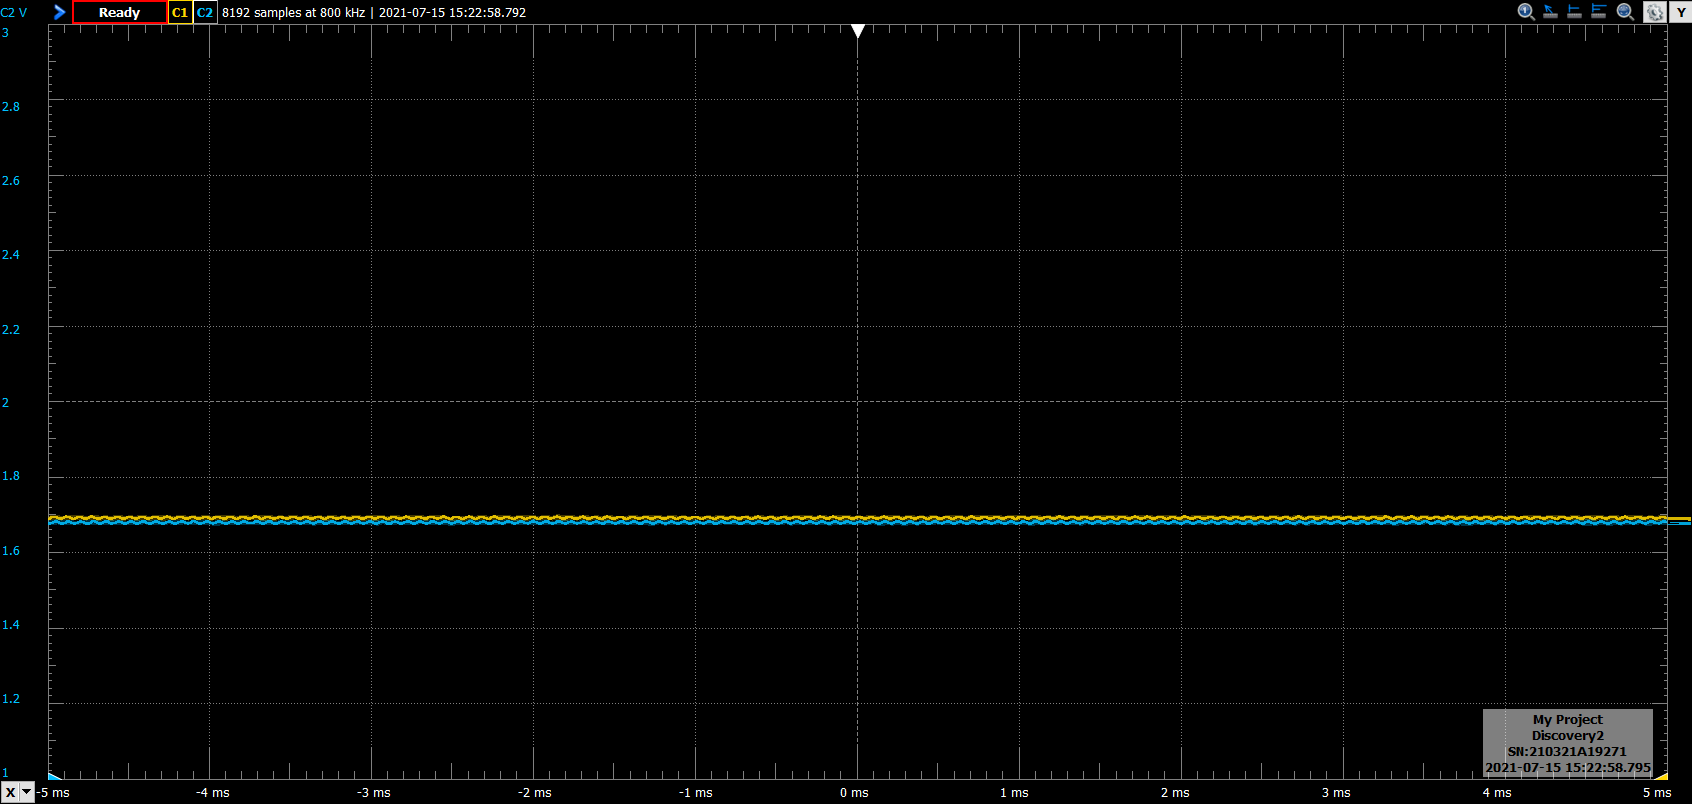 C2 V Ready C1 C2 8192 samples at 800 kHz | 2021-07-15 15:22:58.792 Y
3
2.8
2.6
2.4
2.2
2
1.8
1.6
1.4
1.2
1
My Project
Discovery2
SN:210321A19271
2021-07-15 15:22:58.795
X -5 ms -4 ms -3 ms -2 ms -1 ms 0 ms 1 ms 2 ms 3 ms 4 ms 5 ms